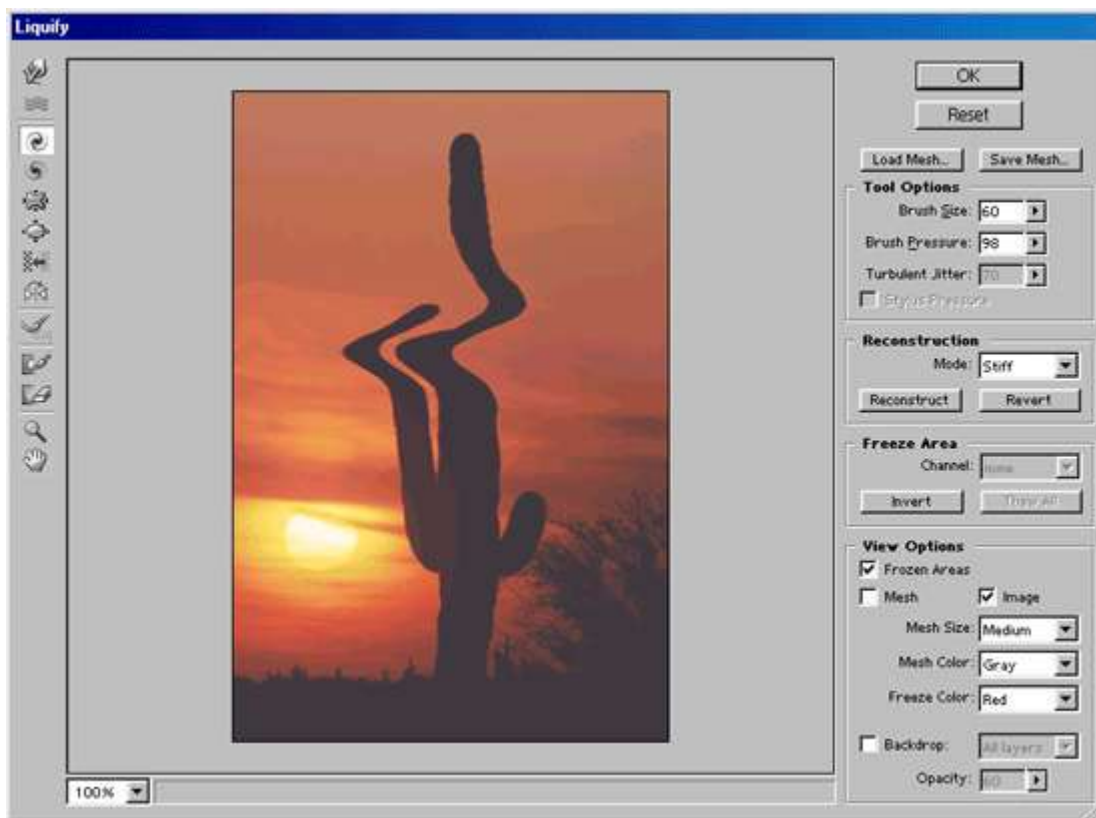 Liquify
OK
Reset
Load Mesh... Save Mesh...
Tool Options
Brush Size: 60
Brush Pressure: 98
Turbulent Jitter: 70
Stylus Pressure
Reconstruction
Mode: Stiff
Reconstruct Revert
Freeze Area
Channel: none
Invert Thaw All
View Options
Frozen Areas
Mesh Image
Mesh Size: Medium
Mesh Color: Gray
Freeze Color: Red
Backdrop: All layers
Opacity: 60
100%